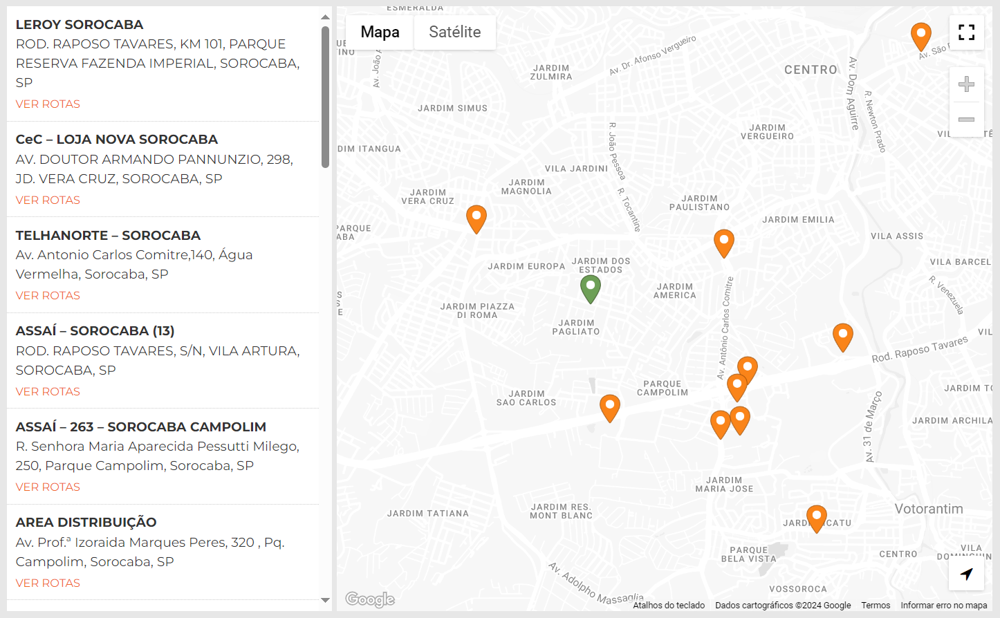 LEROY SOROCABA
ROD. RAPOSO TAVARES, KM 101, PARQUE
RESERVA FAZENDA IMPERIAL, SOROCABA,
SP
VER ROTAS
CeC – LOJA NOVA SOROCABA
AV. DOUTOR ARMANDO PANNUNZIO, 298,
JD. VERA CRUZ, SOROCABA, SP
VER ROTAS
TELHANORTE – SOROCABA
Av. Antonio Carlos Comitre,140, Água
Vermelha, Sorocaba, SP
VER ROTAS
ASSAÍ – SOROCABA (13)
ROD. RAPOSO TAVARES, S/N, VILA ARTURA,
SOROCABA, SP
VER ROTAS
ASSAÍ – 263 – SOROCABA CAMPOLIM
R. Senhora Maria Aparecida Pessutti Milego,
250, Parque Campolim, Sorocaba, SP
VER ROTAS
AREA DISTRIBUIÇÃO
Av. Prof.ª Izoraida Marques Peres, 320 , Pq.
Campolim, Sorocaba, SP
VER ROTAS
Mapa
Satélite
ESMERALDA
Av. João A
Av. Dr. Afonso Vergueiro
JARDIM
ZULMIRA
CENTRO
Av. São P
Av. Dom Aguirre
R. Newton Prado
JARDIM SIMUS
JARDIM
VERGUEIRO
DIM ITANGUA
R. João Pessoa
VILA JARDINI
JARDIM
MAGNOLIA
JARDIM
VERA CRUZ
R. Tocantins
JARDIM
PAULISTANO
JARDIM EMILIA
PARQUE
ABA
VILA ASSIS
JARDIM EUROPA
JARDIM DOS
ESTADOS
VILA BARCEL
JARDIM
AMERICA
Av. Antônio Carlos Comitre
R. Venezuela
JARDIM PIAZZA
DI ROMA
JARDIM
PAGLIATO
VIL
Rod. Raposo Tavares
PARQUE
CAMPOLIM
JARDIM
SAO CARLOS
JARDIM TO
JARDIM ARCHILA
Av. 31 de Março
JARDIM
MARIA JOSE
JARDIM TATIANA
JARDIM RES.
MONT BLANC
Votorantim
JARDI
ICATU
PARQUE
BELA VISTA
CENTRO
VILA
Av. Adolpho Massaglia
VOSSOROCA
Google
Atalhos do teclado
Dados cartográficos ©2024 Google
Termos
Informar erro no mapa